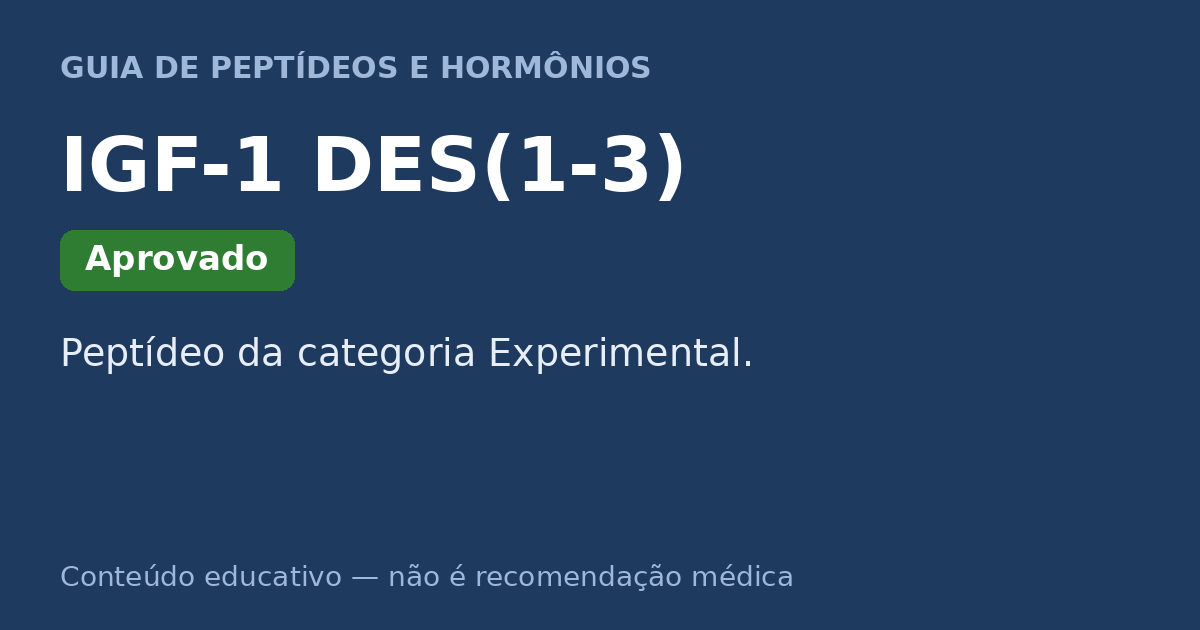 GUIA DE PEPTÍDEOS E HORMÔNIOS
IGF-1 DES(1-3)
Aprovado
Peptídeo da categoria Experimental.
Conteúdo educativo — não é recomendação médica